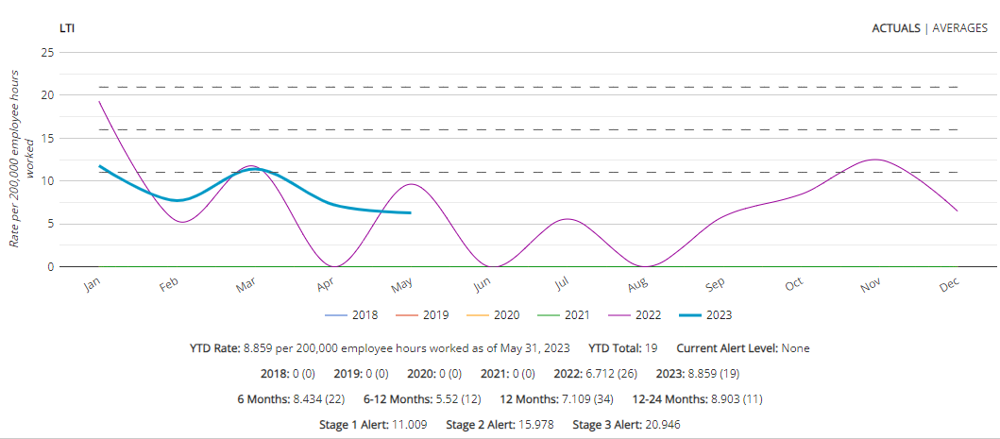 LTI
ACTUALS | AVERAGES
Rate per 200,000 employee hours
worked
25
20
15
10
5
0
Jan Feb Mar Apr May Jun Jul Aug Sep Oct Nov Dec
2018 2019 2020 2021 2022 2023
YTD Rate: 8.859 per 200,000 employee hours worked as of May 31, 2023 YTD Total: 19 Current Alert Level: None
2018: 0 (0) 2019: 0 (0) 2020: 0 (0) 2021: 0 (0) 2022: 6.712 (26) 2023: 8.859 (19)
6 Months: 8.434 (22) 6-12 Months: 5.52 (12) 12 Months: 7.109 (34) 12-24 Months: 8.903 (11)
Stage 1 Alert: 11.009 Stage 2 Alert: 15.978 Stage 3 Alert: 20.946